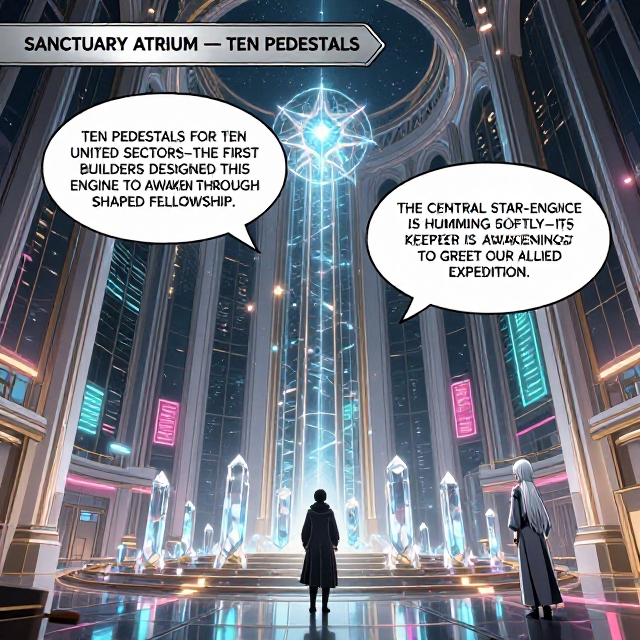 SANCTUARY ATRIUM — TEN PEDESTALS
TEN PEDESTALS FOR TEN
UNITED SECTORS—THE FIRST
BUILDERS DESIGNED THIS
ENGINE TO AWAKEN THROUGH
SHAPED FELLOWSHIP.
THE CENTRAL STAR-ENGINCE
IS HUMMING SOFTLY—ITS
KEEPER IS
TO GREET OUR ALLIED
EXPEDITION.